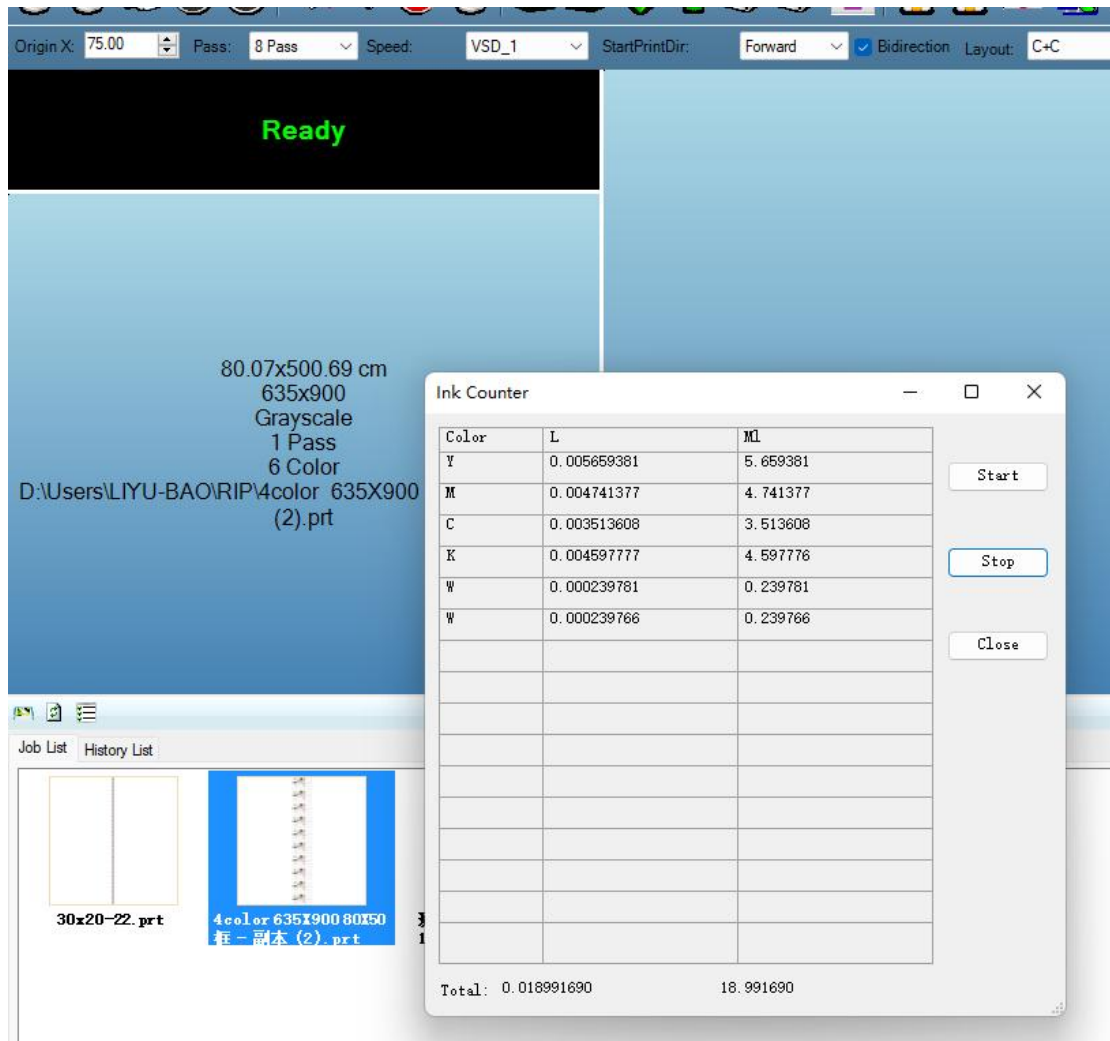 Origin X: 75.00 Pass: 8 Pass Speed: VSD_1 StartPrintDir: Forward Bidirection Layout: C+C
Ready
80.07x500.69 cm
635x900
Grayscale
1 Pass
6 Color
D:\Users\LIYU-BAO\RIP\4color 635X900
(2).prt
Ink Counter
Color L Ml
Y 0.005659381 5.659381
M 0.004741377 4.741377
C 0.003513608 3.513608
K 0.004597777 4.597776
W 0.000239781 0.239781
W 0.000239766 0.239766
Start
Stop
Close
Total: 0.018991690 18.991690
Job List History List
30x20-22.prt
4color 635X900 80X50
框 - 副本 (2).prt